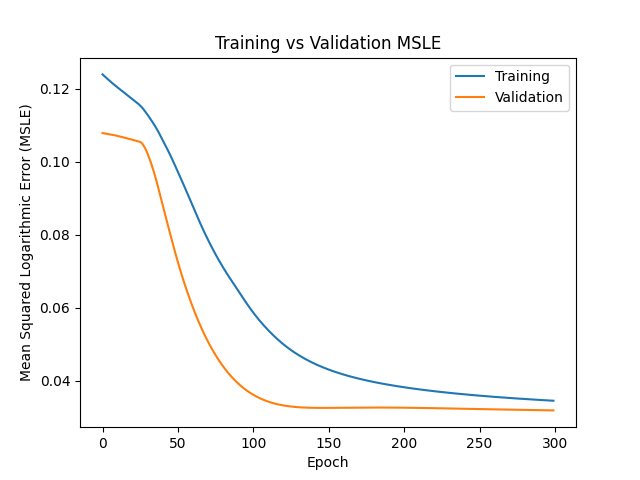 Training vs Validation MSLE
Training
Validation
0.12
0.10
0.08
0.06
0.04
Mean Squared Logarithmic Error (MSLE)
0 50 100 150 200 250 300
Epoch